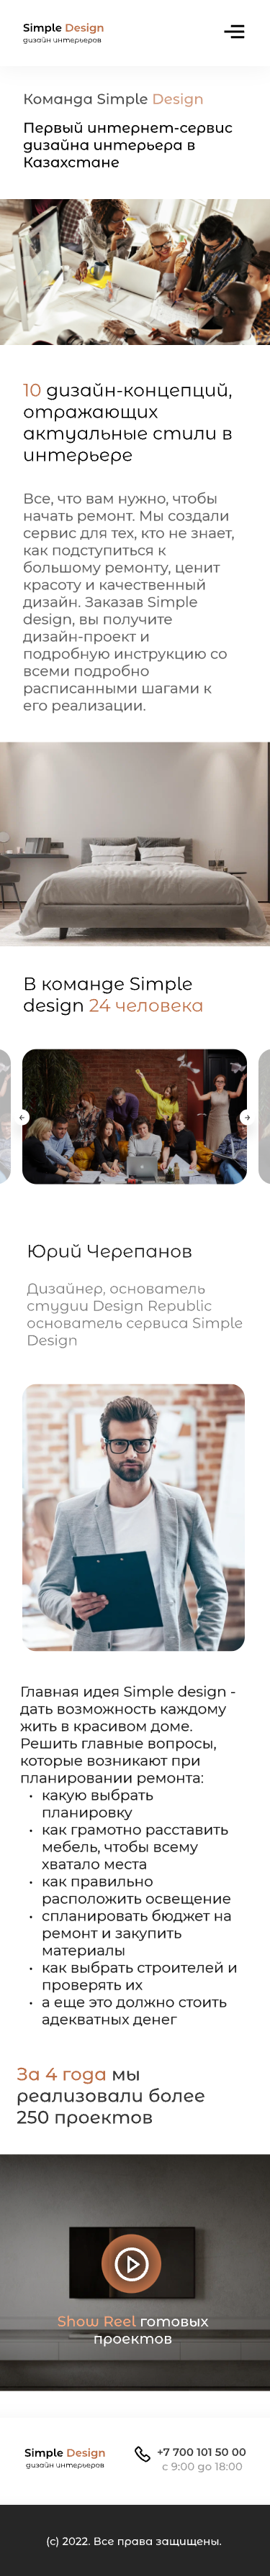 Simple Design
дизайн интерьеров
Команда Simple Design
Первый интернет-сервис
дизайна интерьера в
Казахстане
10 дизайн-концепций,
отражающих
актуальные стили в
интерьере
Все, что вам нужно, чтобы
начать ремонт. Мы создали
сервис для тех, кто не знает,
как подступиться к
большому ремонту, ценит
красоту и качественный
дизайн. Заказав Simple
design, вы получите
дизайн-проект и
подробную инструкцию со
всеми подробно
расписанными шагами к
его реализации.
В команде Simple
design 24 человека
Юрий Черепанов
Дизайнер, основатель
студии Design Republic
основатель сервиса Simple
Design
Главная идея Simple design -
дать возможность каждому
жить в красивом доме.
Решить главные вопросы,
которые возникают при
планировании ремонта:
• какую выбрать
планировку
• как грамотно расставить
мебель, чтобы всему
хватало места
• как правильно
расположить освещение
• спланировать бюджет на
ремонт и закупить
материалы
• как выбрать строителей и
проверять их
• а еще это должно стоить
адекватных денег
За 4 года мы
реализовали более
250 проектов
Show Reel готовых
проектов
Simple Design
дизайн интерьеров
+7 700 101 50 00
с 9:00 до 18:00
(с) 2022. Все права защищены.